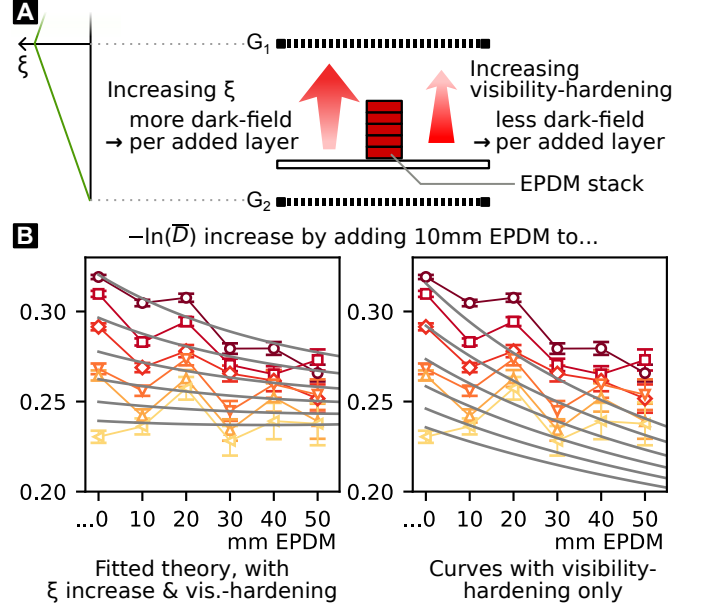 A
G₁
ξ
Increasing ξ
more dark-field
→ per added layer
Increasing
visibility-hardening
less dark-field
→ per added layer
EPDM stack
G₂
B
−ln(D̅) increase by adding 10mm EPDM to...
0.30
0.25
0.20
...0 10 20 30 40 50
mm EPDM
Fitted theory, with
ξ increase & vis.-hardening
0.30
0.25
0.20
...0 10 20 30 40 50
mm EPDM
Curves with visibility-
hardening only